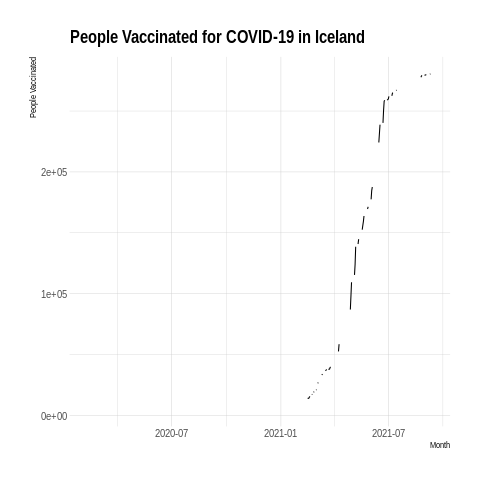 People Vaccinated for COVID-19 in Iceland
People Vaccinated
2e+05
1e+05
0e+00
2020-07 2021-01 2021-07
Month